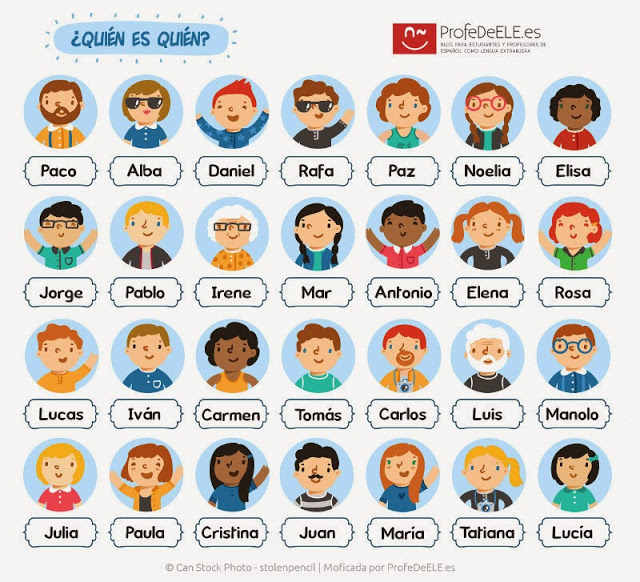 ¿QUIÉN ES QUIÉN?
ProfeDeELE.es
BLOG PARA ESTUDIANTES Y PROFESORES DE
ESPAÑOL COMO LENGUA EXTRANJERA
Paco Alba Daniel Rafa Paz Noelia Elisa
Jorge Pablo Irene Mar Antonio Elena Rosa
Lucas Iván Carmen Tomás Carlos Luis Manolo
Julia Paula Cristina Juan María Tatiana Lucía
© Can Stock Photo - stolenpencil | Moficada por ProfeDeELE.es